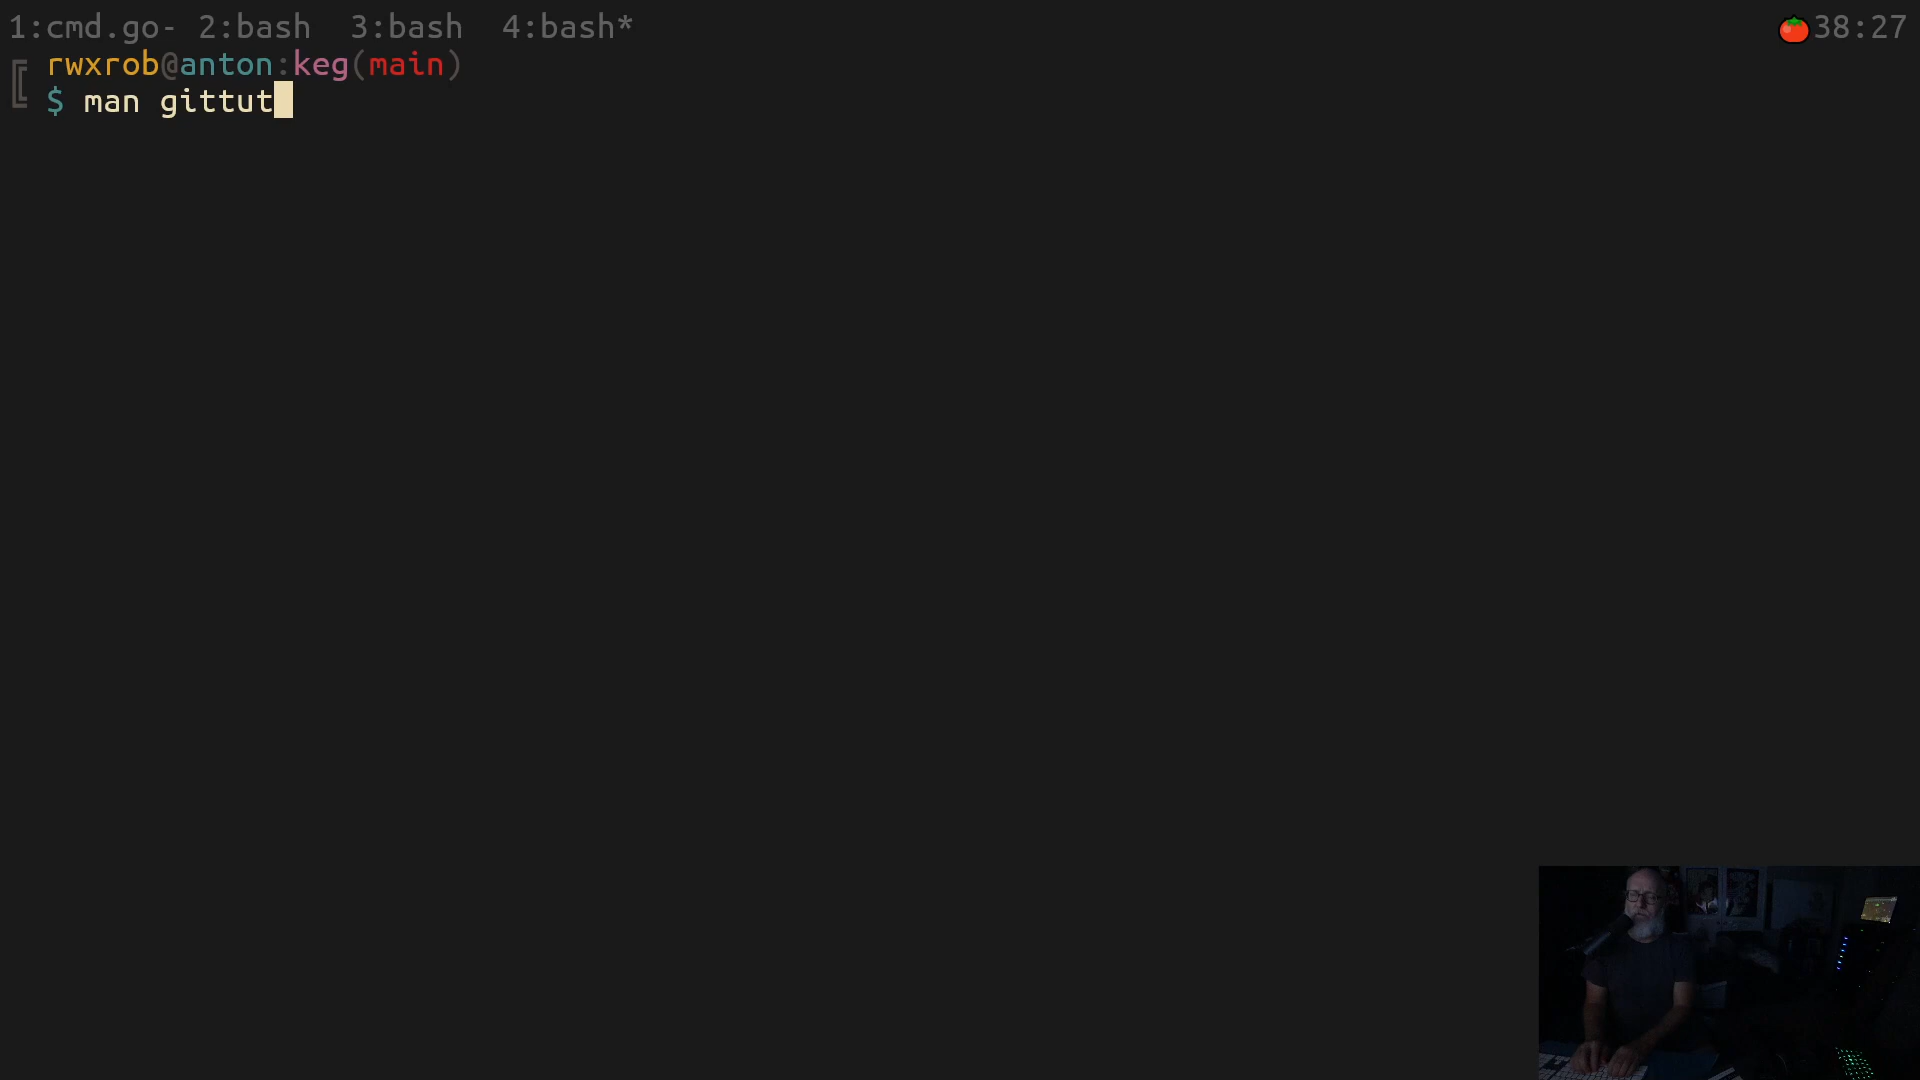 1:cmd.go- 2:bash  3:bash  4:bash* 🍅38:27
rwxrob@anton:keg(main)
$ man gittut